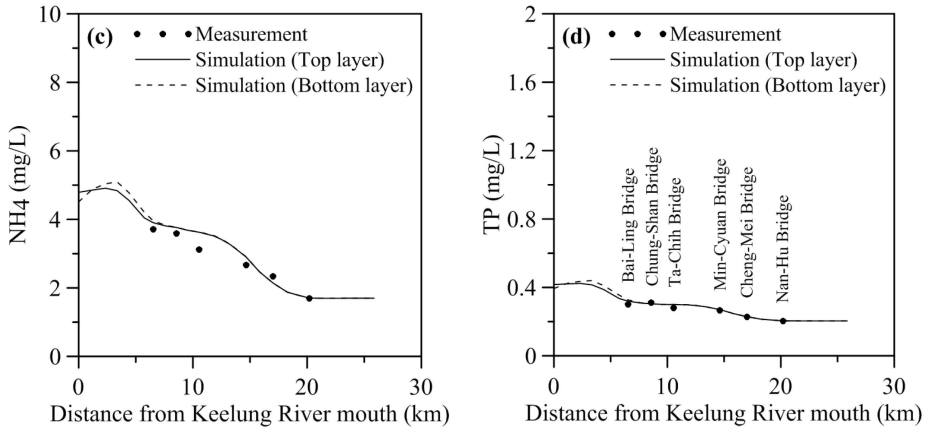 (c)
Measurement
Simulation (Top layer)
Simulation (Bottom layer)
10
8
6
4
2
0
NH4 (mg/L)
0 10 20 30
Distance from Keelung River mouth (km)
(d)
Measurement
Simulation (Top layer)
Simulation (Bottom layer)
2
1.6
1.2
0.8
0.4
0
TP (mg/L)
Bai-Ling Bridge
Chung-Shan Bridge
Ta-Chih Bridge
Min-Cyuan Bridge
Cheng-Mei Bridge
Nan-Hu Bridge
0 10 20 30
Distance from Keelung River mouth (km)